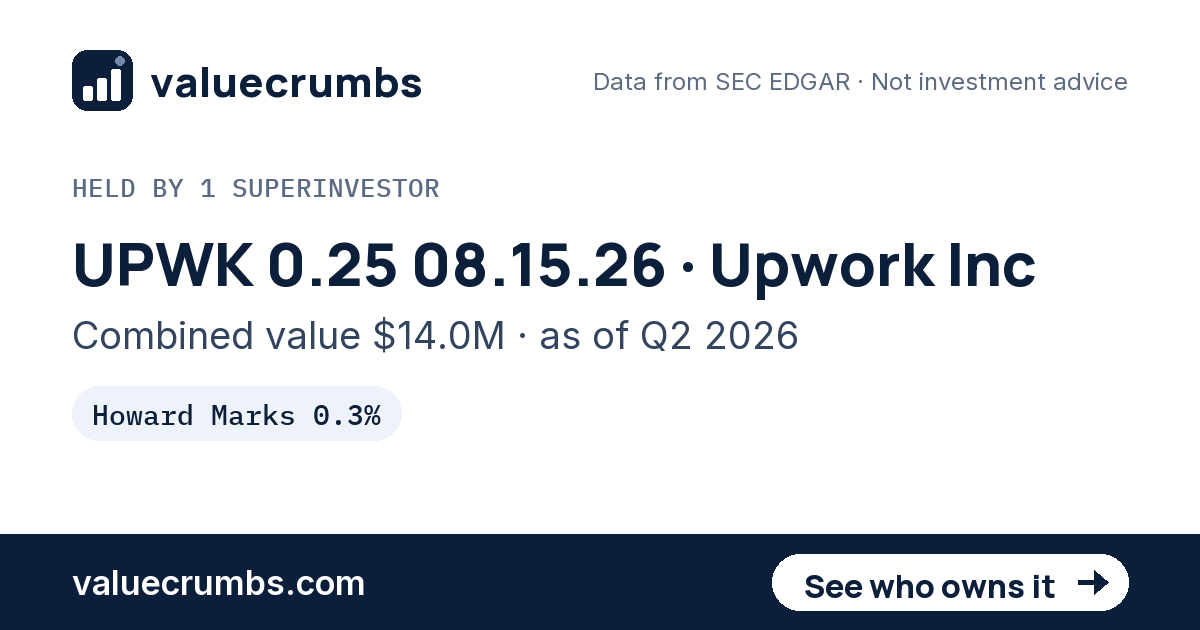 valuecrumbs
Data from SEC EDGAR · Not investment advice
HELD BY 1 SUPERINVESTOR
UPWK 0.25 08.15.26 · Upwork Inc
Combined value $14.0M · as of Q2 2026
Howard Marks 0.3%
valuecrumbs.com
See who owns it →